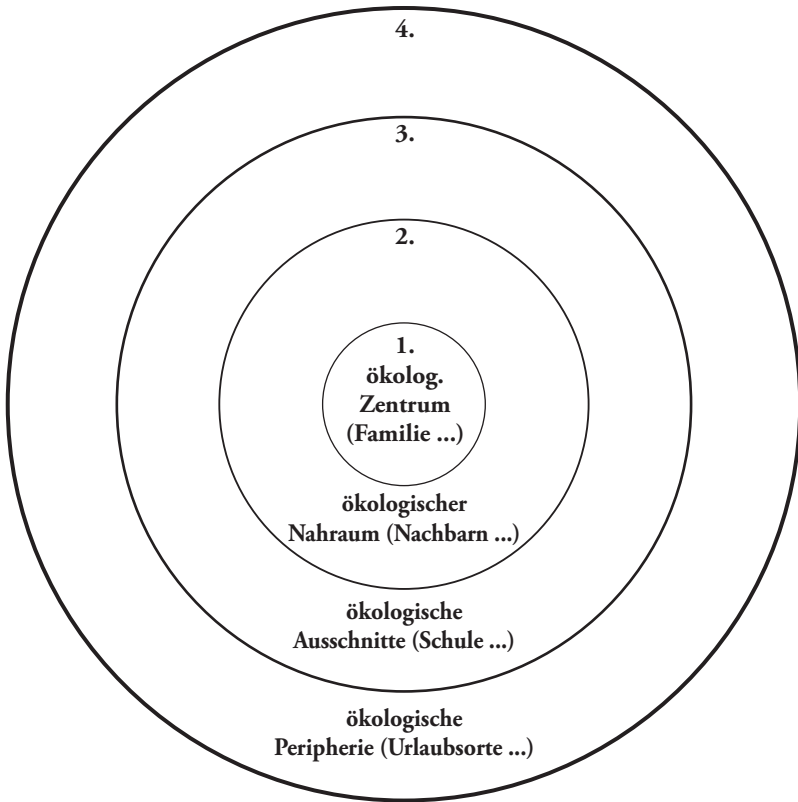 4.
3.
2.
1.
ökolog.
Zentrum
(Familie ...)
ökologischer
Nahraum (Nachbarn ...)
ökologische
Ausschnitte (Schule ...)
ökologische
Peripherie (Urlaubsorte ...)